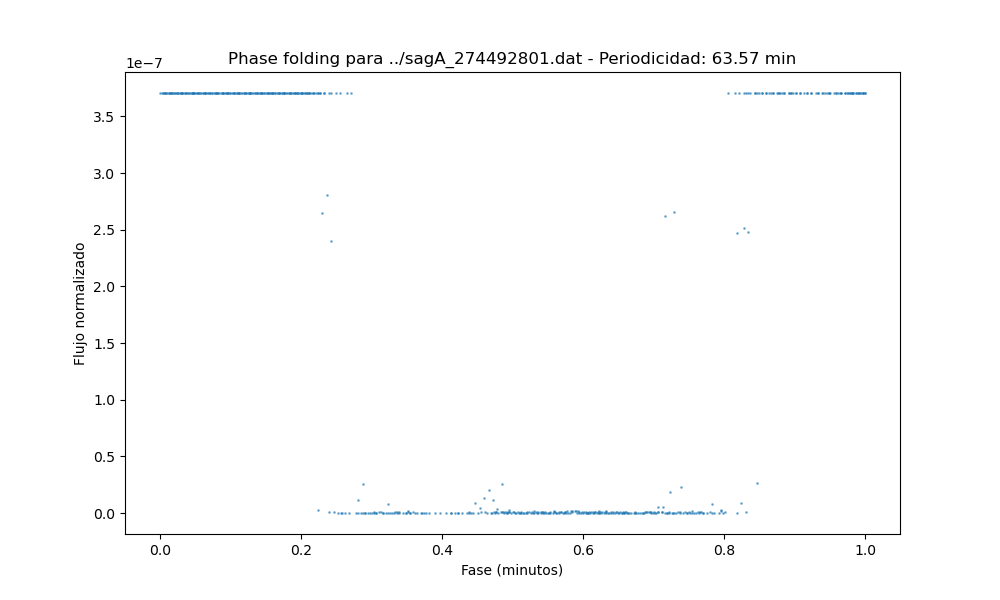 Phase folding para ../sagA_274492801.dat - Periodicidad: 63.57 min
1e−7
3.5
3.0
2.5
2.0
1.5
1.0
0.5
0.0
Flujo normalizado
0.0 0.2 0.4 0.6 0.8 1.0
Fase (minutos)